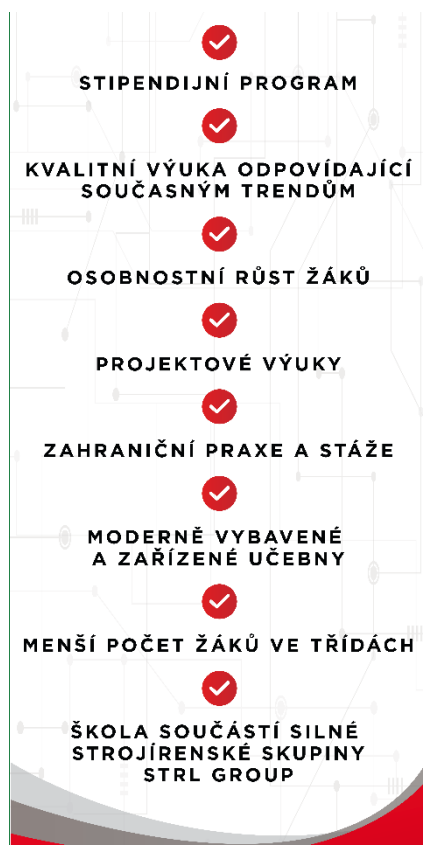 STIPENDIJNÍ PROGRAM
KVALITNÍ VÝUKA ODPOVÍDAJÍCÍ
SOUČASNÝM TRENDŮM
OSOBNOSTNÍ RŮST ŽÁKŮ
PROJEKTOVÉ VÝUKY
ZAHRANIČNÍ PRAXE A STÁŽE
MODERNĚ VYBAVENÉ
A ZAŘÍZENÉ UČEBNY
MENŠÍ POČET ŽÁKŮ VE TŘÍDÁCH
ŠKOLA SOUČÁSTÍ SILNÉ
STROJÍRENSKÉ SKUPINY
STRL GROUP